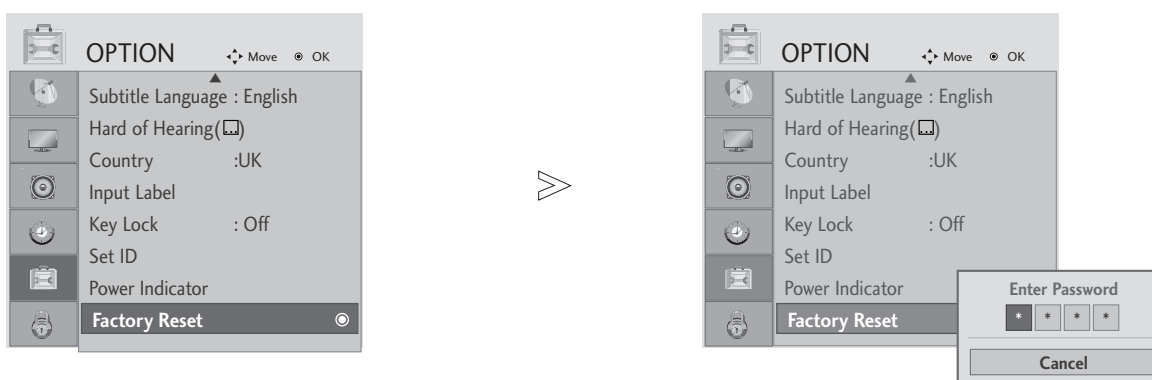 OPTION Move OK
Subtitle Language : English
Hard of Hearing( )
Country :UK
Input Label
Key Lock : Off
Set ID
Power Indicator
Factory Reset
>
OPTION Move OK
Subtitle Language : English
Hard of Hearing( )
Country :UK
Input Label
Key Lock : Off
Set ID
Power Indicator
Factory Reset
Enter Password
* * * *
Cancel